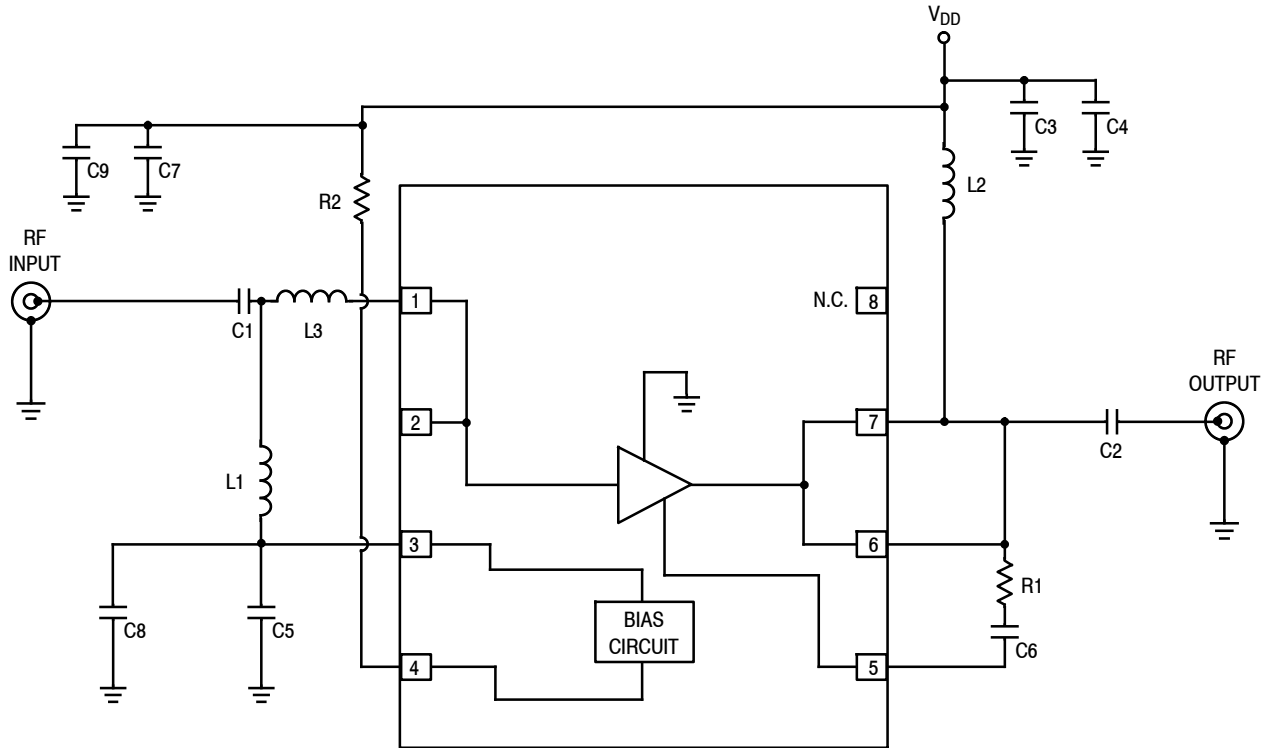 VDD
C3
C4
C9
C7
R2
L2
RF
INPUT
1
N.C.
8
C1
L3
RF
OUTPUT
2
7
C2
L1
3
6
R1
C8
C5
BIAS
CIRCUIT
C6
4
5